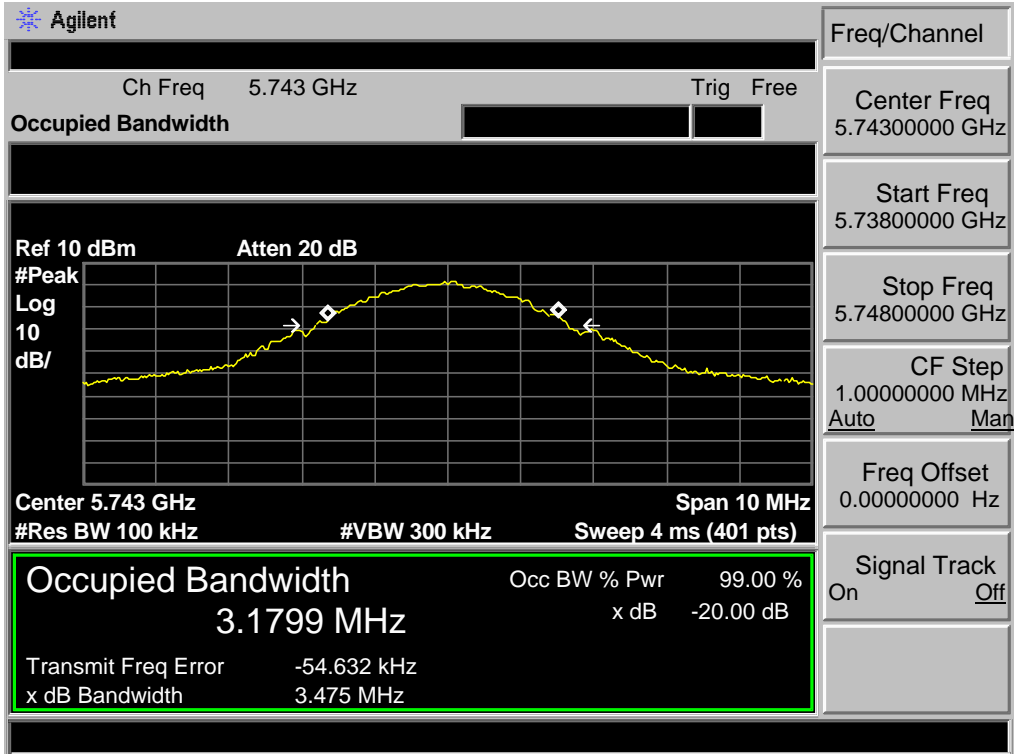 Agilent
Freq/Channel
Ch Freq 5.743 GHz Trig Free
Occupied Bandwidth
Center Freq
5.74300000 GHz
Start Freq
5.73800000 GHz
Ref 10 dBm Atten 20 dB
#Peak
Log
10
dB/
Stop Freq
5.74800000 GHz
CF Step
1.00000000 MHz
Auto Man
Freq Offset
0.00000000 Hz
Center 5.743 GHz Span 10 MHz
#Res BW 100 kHz #VBW 300 kHz Sweep 4 ms (401 pts)
Signal Track
On Off
Occupied Bandwidth Occ BW % Pwr 99.00 %
3.1799 MHz x dB -20.00 dB
Transmit Freq Error -54.632 kHz
x dB Bandwidth 3.475 MHz